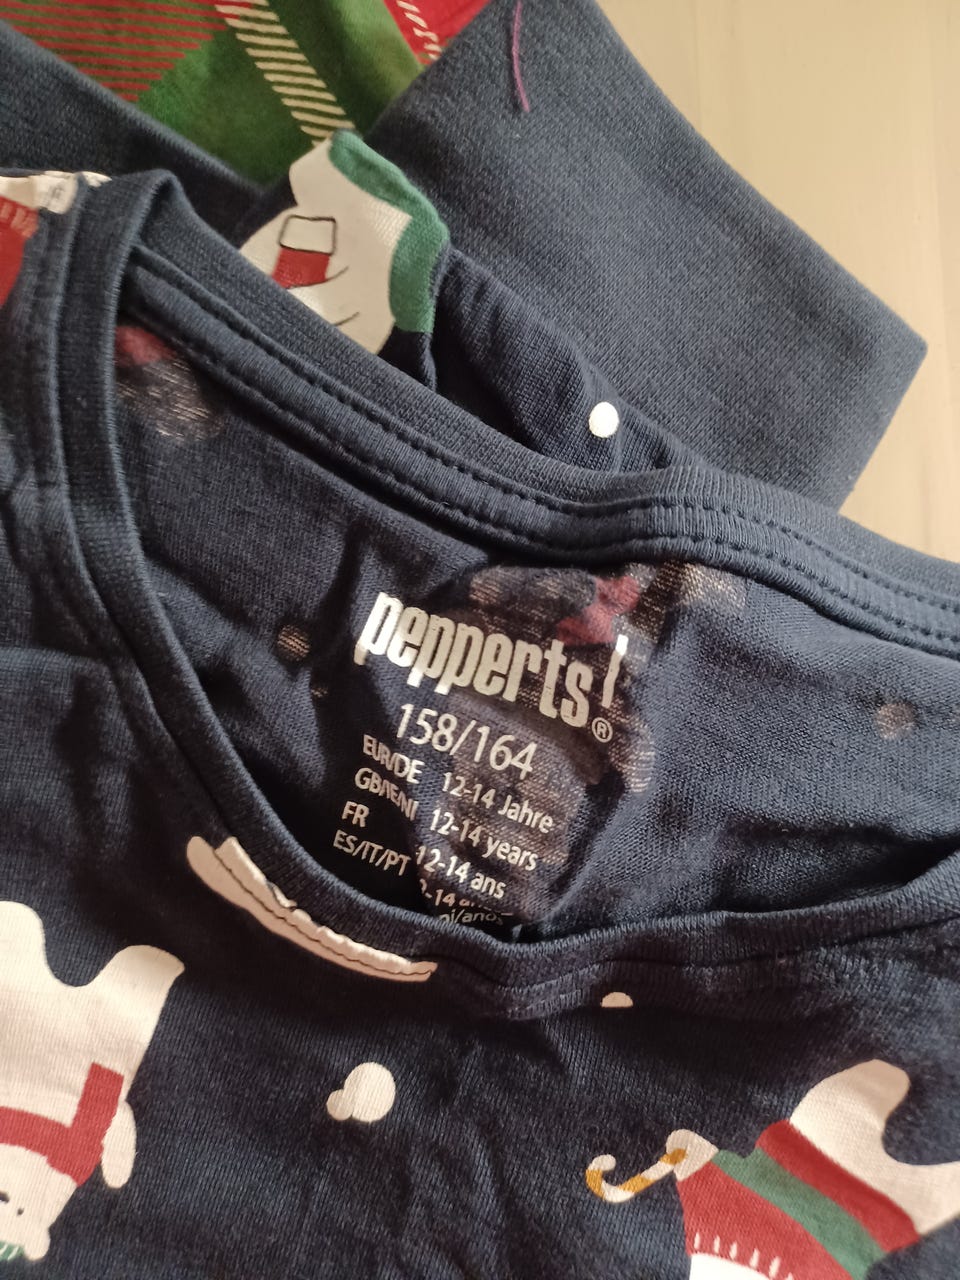 pepperts!®
158/164
EUR/DE 12-14 Jahre
GB/IE/NI 12-14 years
FR 12-14 ans
ES/IT/PT